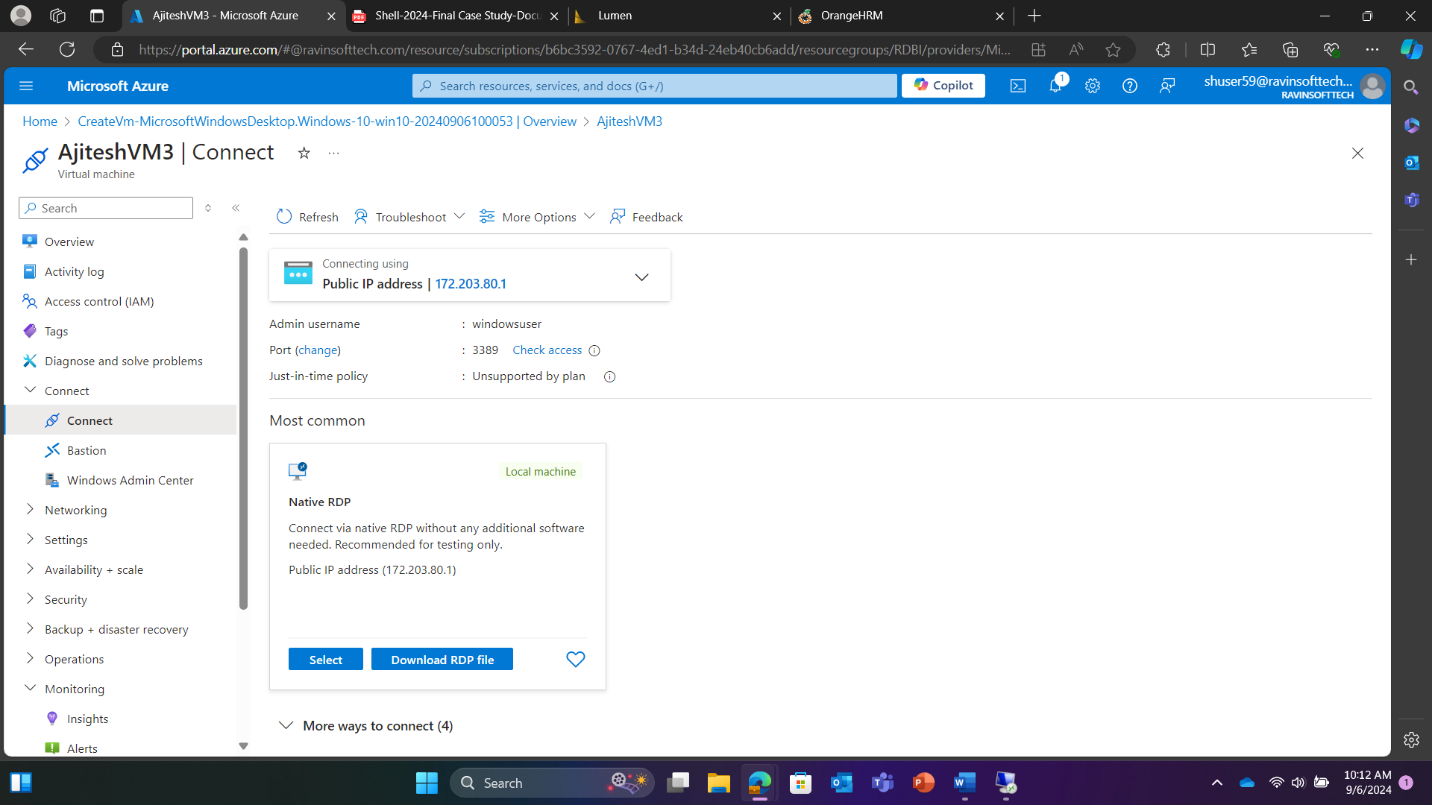 AjiteshVM3 - Microsoft Azure
Shell-2024-Final Case Study-Docu
Lumen
OrangeHRM
https://portal.azure.com/#@ravinsofttech.com/resource/subscriptions/b6bc3592-0767-4ed1-b34d-24eb40cb6add/resourcegroups/RDBI/providers/Mi...
Microsoft Azure
Search resources, services, and docs (G+/)
Copilot
1
shuser59@ravinsofttech....
RAVINSOFTTECH
Home > CreateVm-MicrosoftWindowsDesktop.Windows-10-win10-20240906100053 | Overview > AjiteshVM3
AjiteshVM3 | Connect
Virtual machine
Search
Refresh
Troubleshoot
More Options
Feedback
Overview
Activity log
Access control (IAM)
Tags
Diagnose and solve problems
Connect
Connect
Bastion
Windows Admin Center
Networking
Settings
Availability + scale
Security
Backup + disaster recovery
Operations
Monitoring
Insights
Alerts
Connecting using
Public IP address | 172.203.80.1
Admin username : windowsuser
Port (change) : 3389 Check access
Just-in-time policy : Unsupported by plan
Most common
Local machine
Native RDP
Connect via native RDP without any additional software
needed. Recommended for testing only.
Public IP address (172.203.80.1)
Select
Download RDP file
More ways to connect (4)
Search
10:12 AM
9/6/2024
1